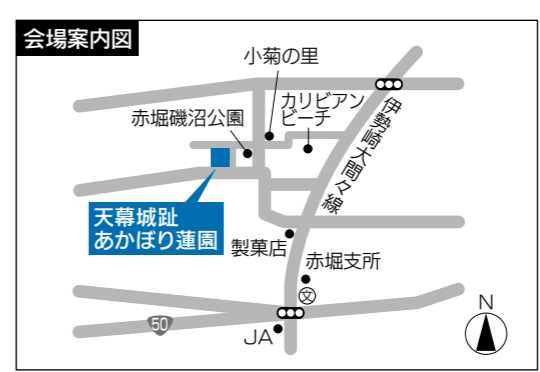 会場案内図
小菊の里
カリビアン
ビーチ
赤堀磯沼公園
伊勢崎大間々線
天幕城趾
あかぼり蓮園
製菓店
赤堀支所
文
50
JA
N